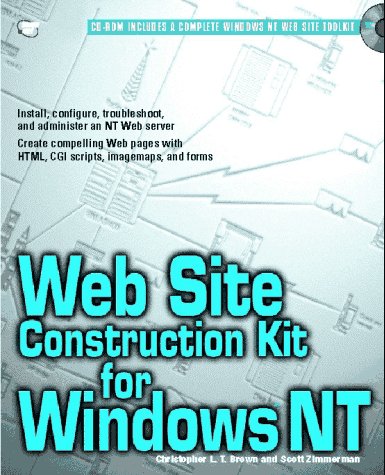 CD-ROM INCLUDES A COMPLETE WINDOWS NT WEB SITE TOOLKIT
Install, configure, troubleshoot,
and administer an NT Web server
Create compelling Web pages with
HTML, CGI scripts, imagemaps, and forms
Web Site
Construction Kit
for
Windows NT
Christopher L. T. Brown and Scott Zimmerman